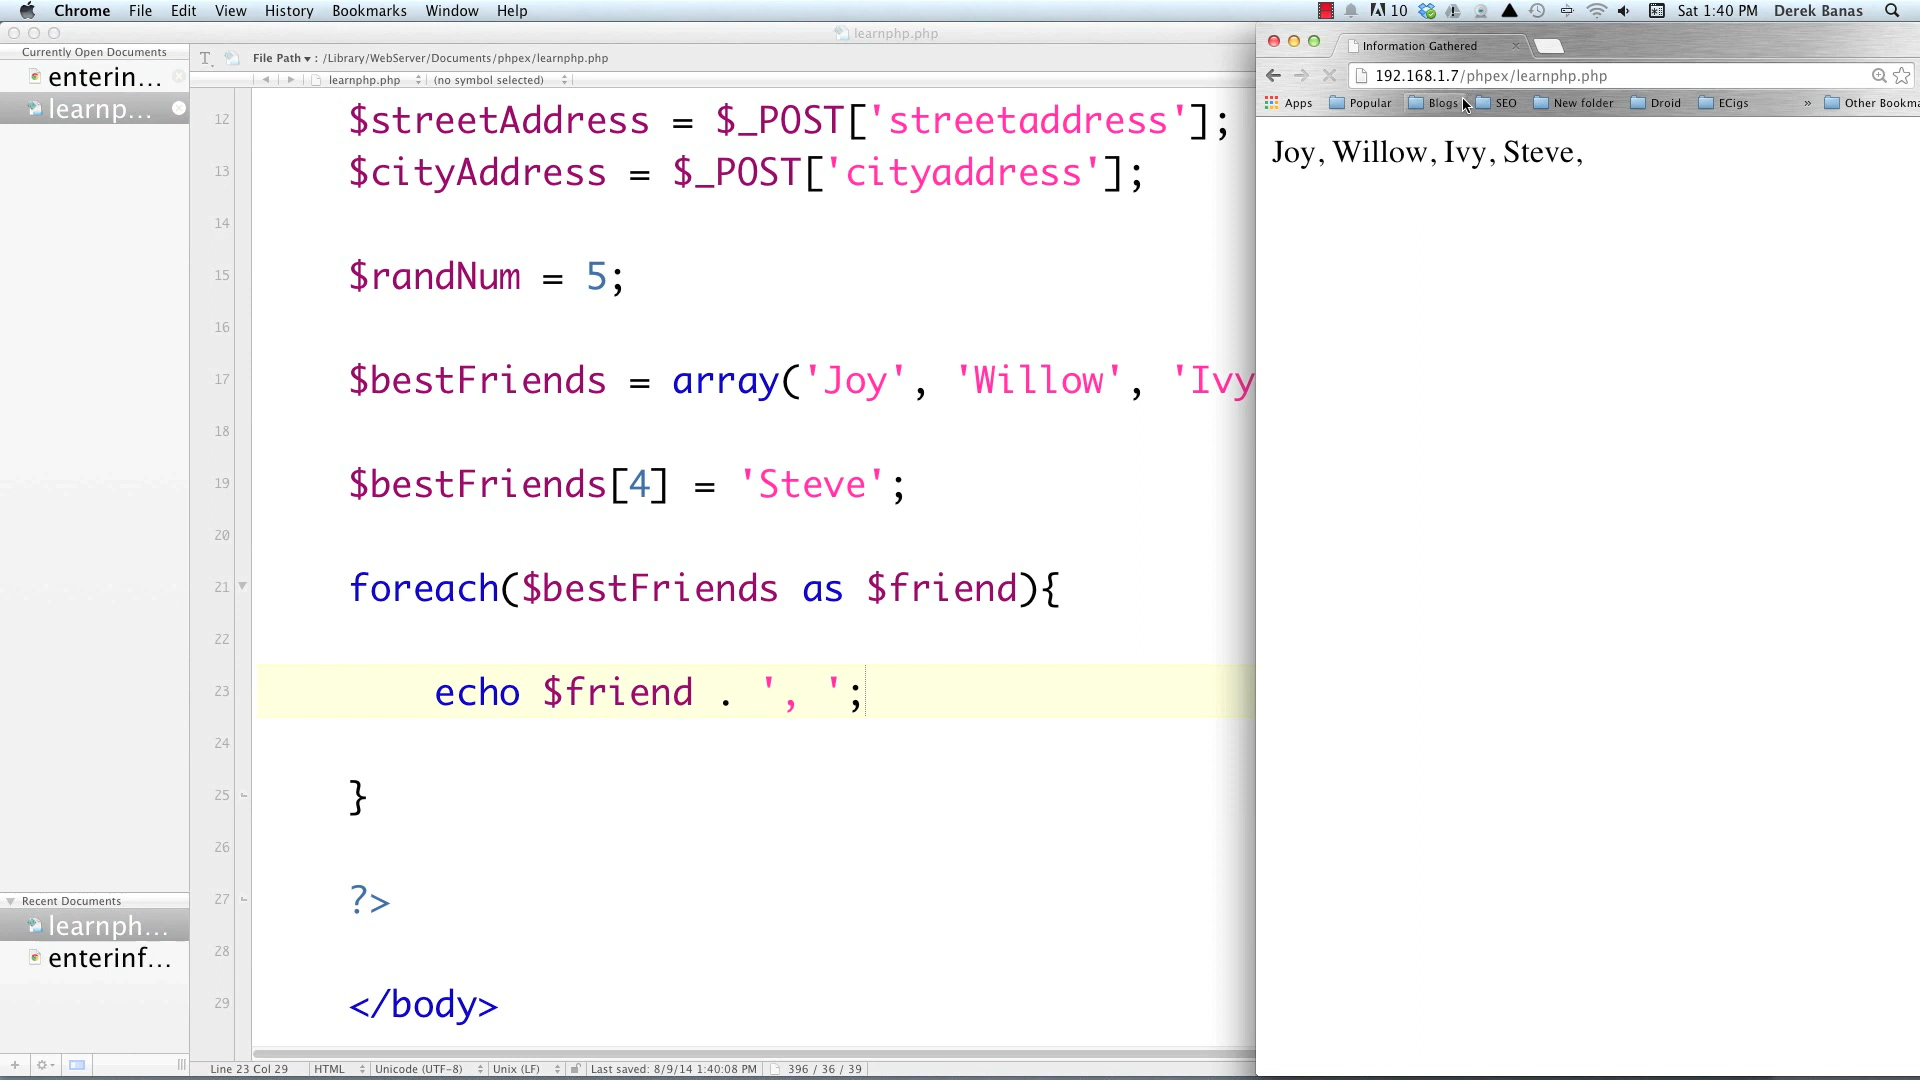 Chrome File Edit View History Bookmarks Window Help
10 Sat 1:40 PM Derek Banas
Currently Open Documents
enterin...
learnp...
learnphp.php
File Path : /Library/WebServer/Documents/phpex/learnphp.php
learnphp.php (no symbol selected)
12 $streetAddress = $_POST['streetaddress'];
13 $cityAddress = $_POST['cityaddress'];
14
15 $randNum = 5;
16
17 $bestFriends = array('Joy', 'Willow', 'Ivy
18
19 $bestFriends[4] = 'Steve';
20
21 foreach($bestFriends as $friend){
22
23 echo $friend . ', ';
24
25 }
26
27 ?>
28
29 </body>
Recent Documents
learnph...
enterinf...
Line 23 Col 29 HTML Unicode (UTF-8) Unix (LF) Last saved: 8/9/14 1:40:08 PM 396 / 36 / 39
Information Gathered
192.168.1.7/phpex/learnphp.php
Apps Popular Blogs SEO New folder Droid ECigs » Other Bookma
Joy, Willow, Ivy, Steve,